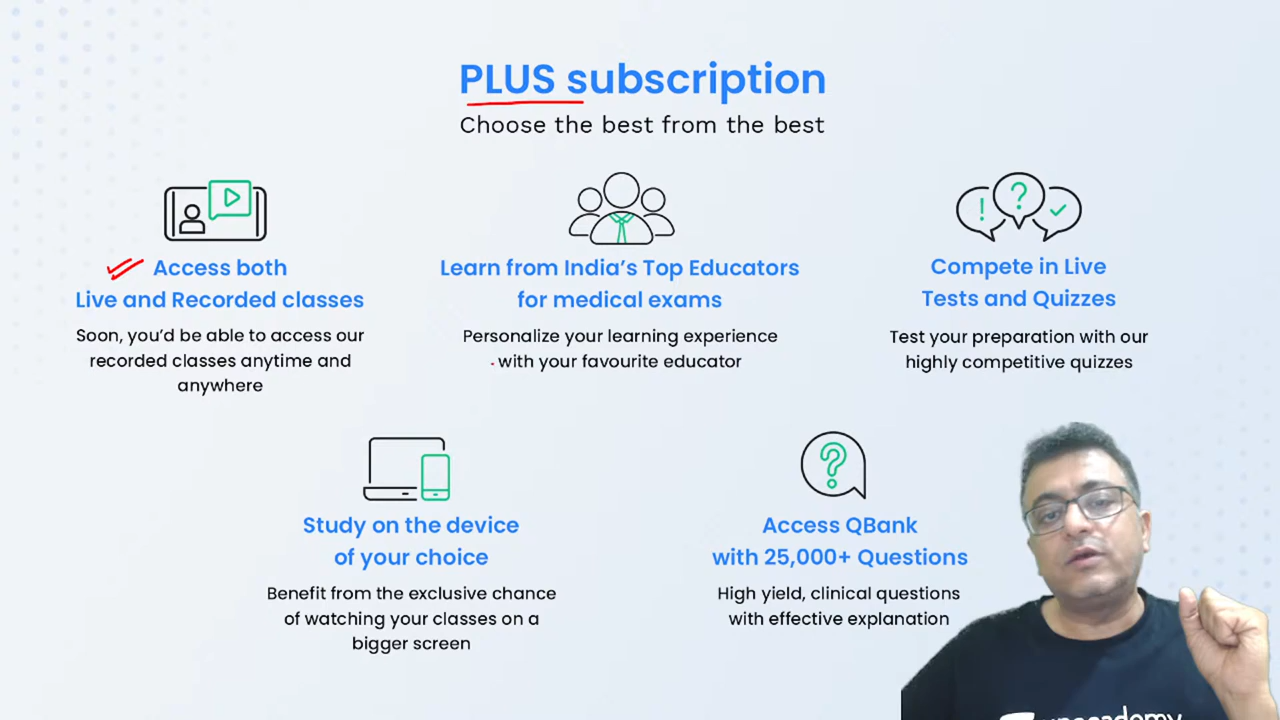 PLUS subscription
Choose the best from the best
Access both
Live and Recorded classes
Soon, you'd be able to access our
recorded classes anytime and
anywhere
Learn from India's Top Educators
for medical exams
Personalize your learning experience
with your favourite educator
Compete in Live
Tests and Quizzes
Test your preparation with our
highly competitive quizzes
Study on the device
of your choice
Benefit from the exclusive chance
of watching your classes on a
bigger screen
Access QBank
with 25,000+ Questions
High yield, clinical questions
with effective explanation
unacademy